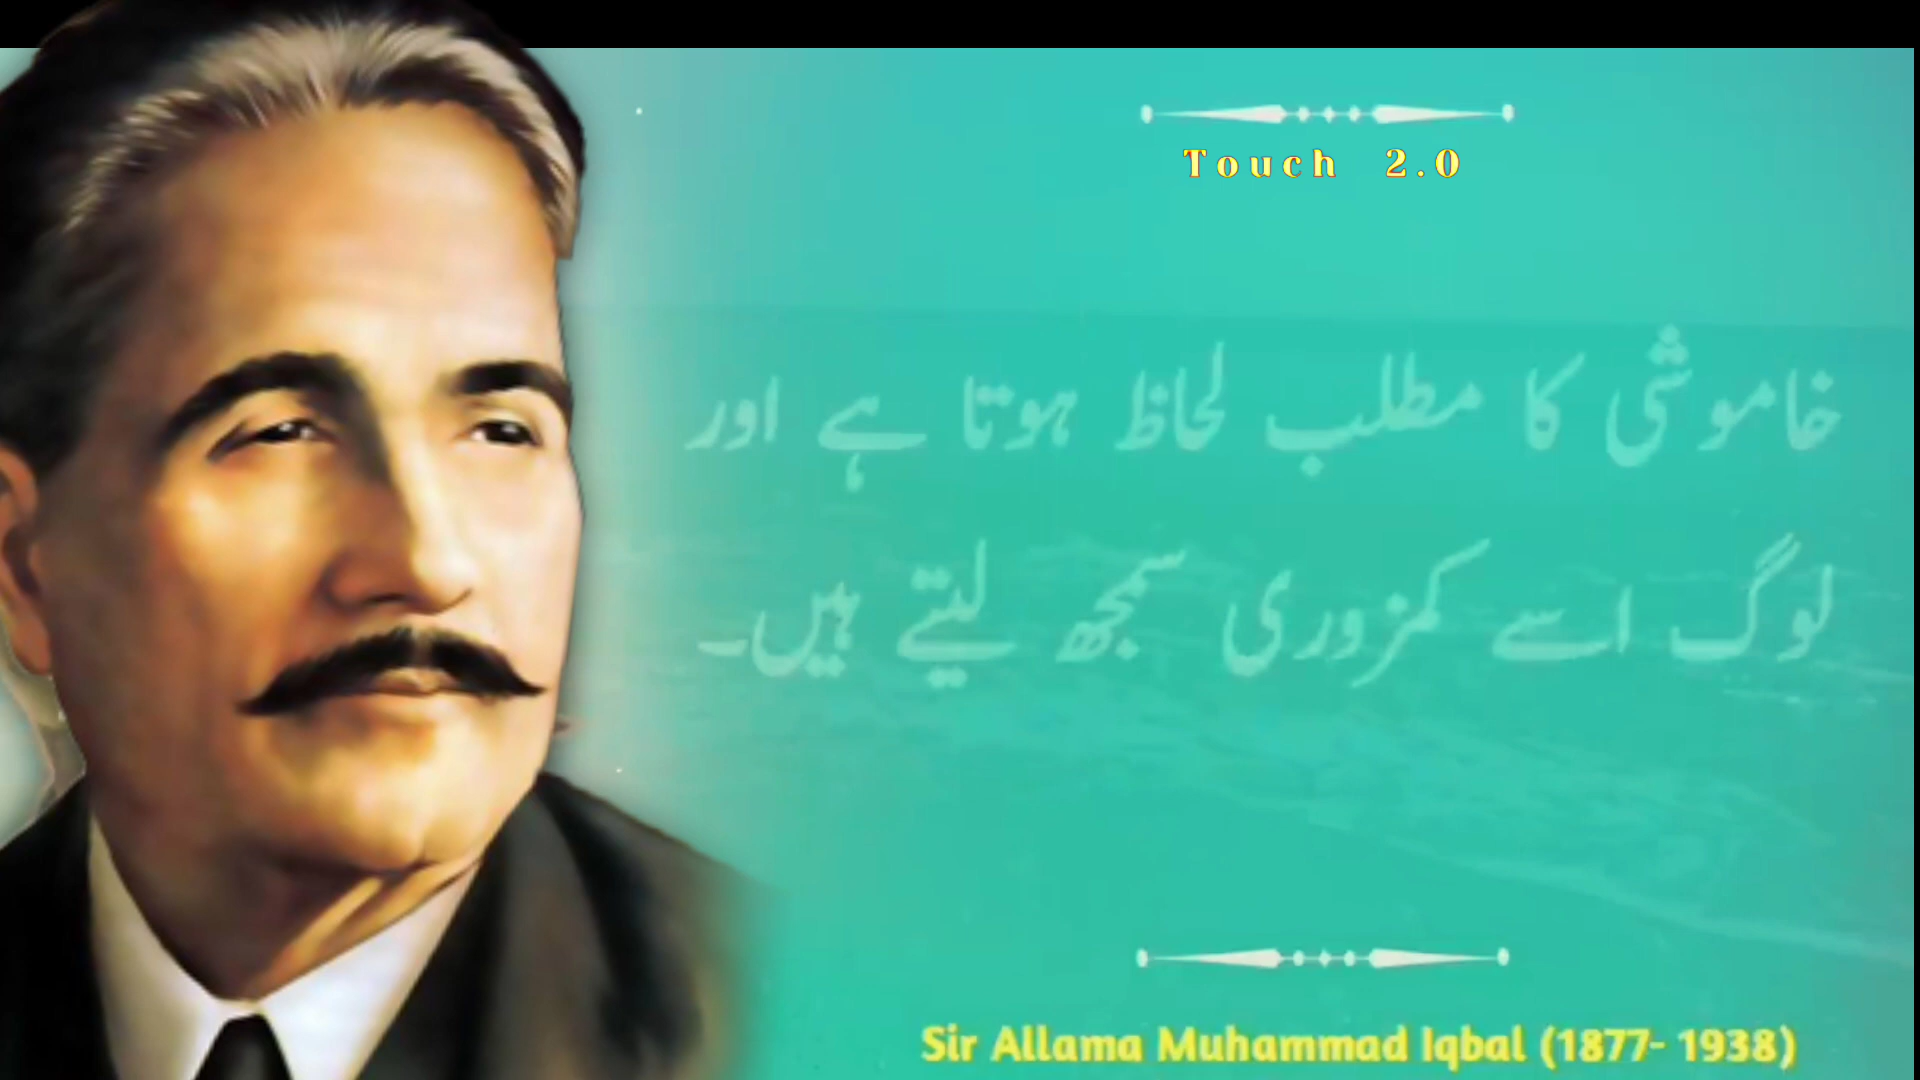 Touch 2.0
خاموشی کا مطلب لحاظ ہوتا ہے اور
لوگ اسے کمزوری سمجھ لیتے ہیں۔
Sir Allama Muhammad Iqbal (1877- 1938)